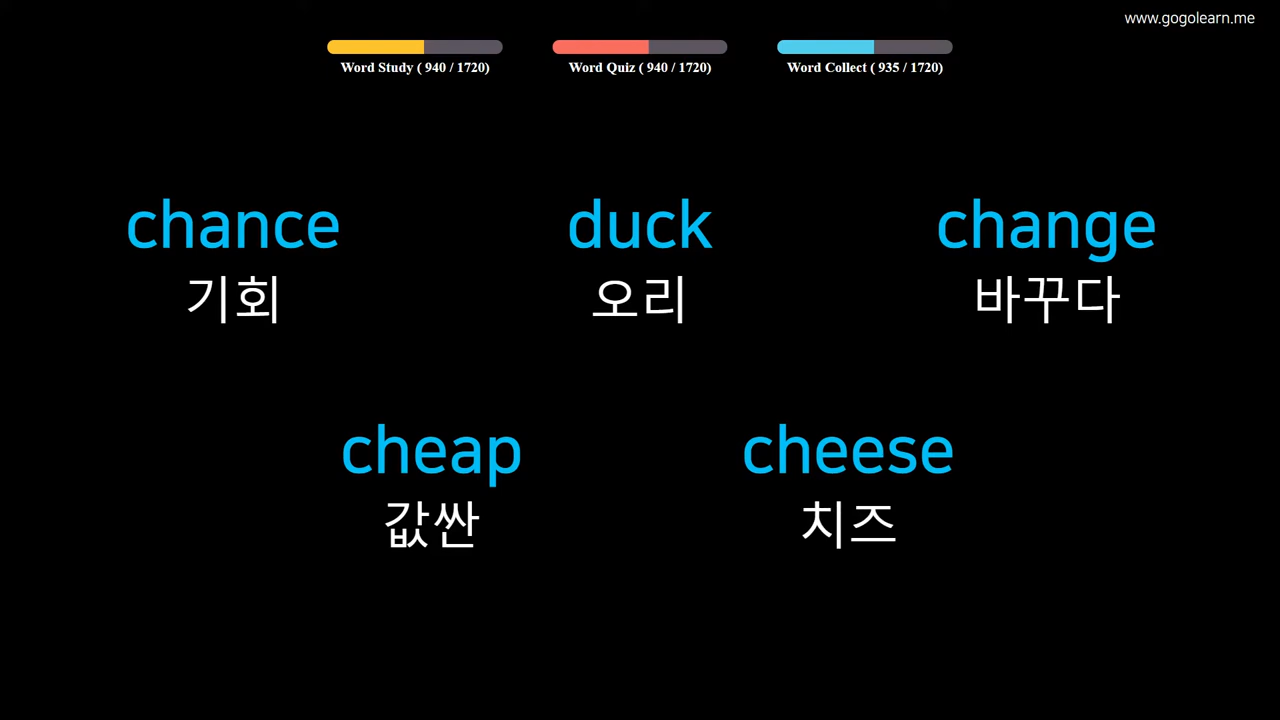 www.gogolearn.me
Word Study ( 940 / 1720)
Word Quiz ( 940 / 1720)
Word Collect ( 935 / 1720)
chance
기회
duck
오리
change
바꾸다
cheap
값싼
cheese
치즈